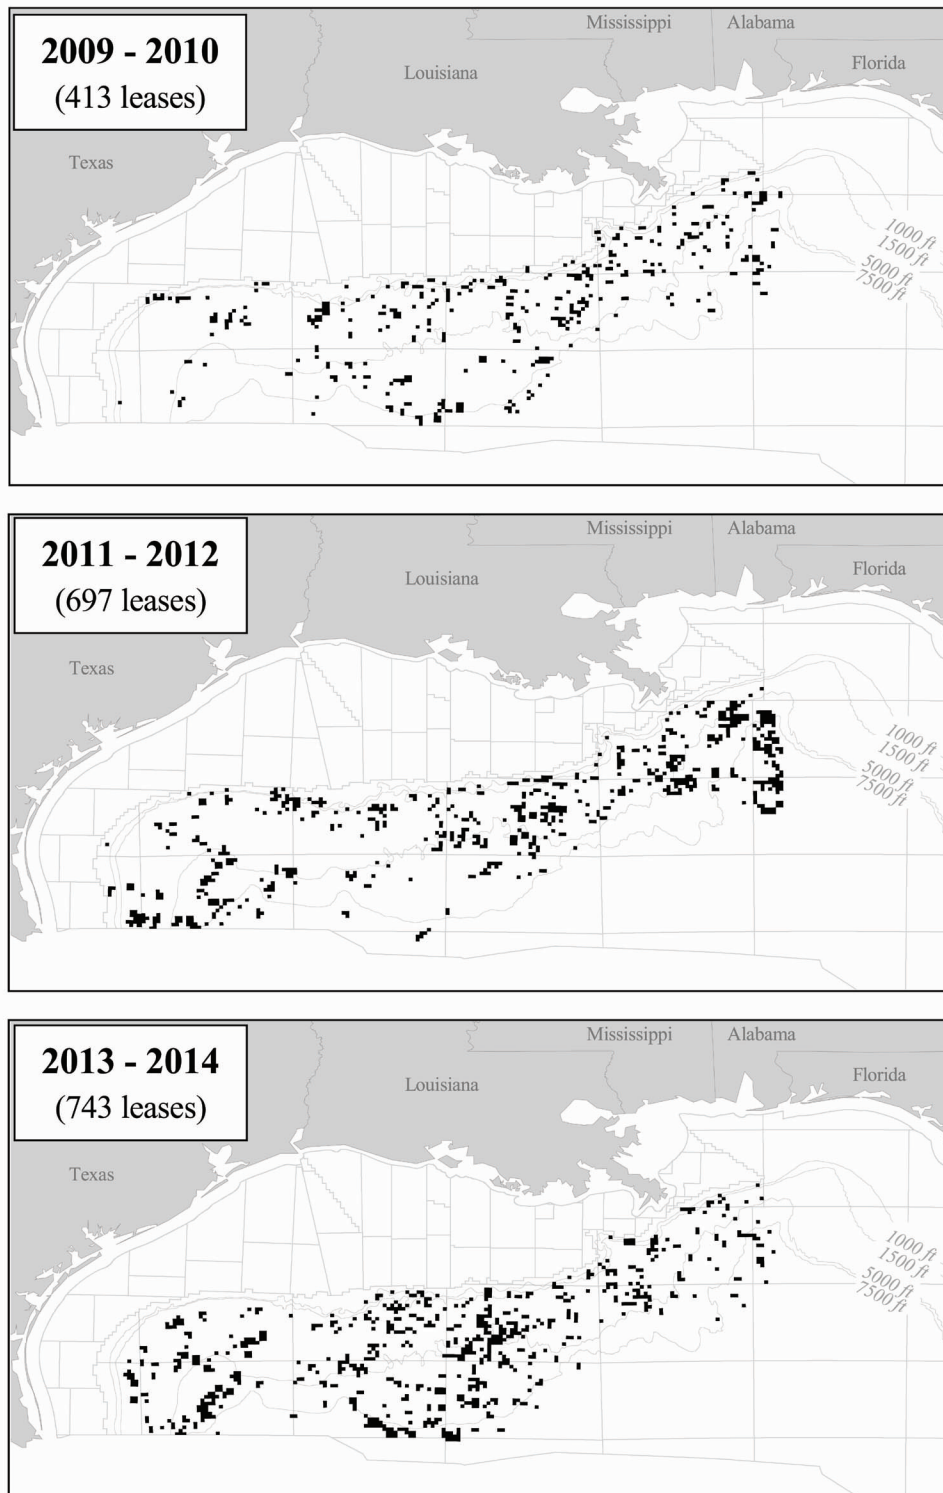 2009 - 2010
(413 leases)
Mississippi
Alabama
Louisiana
Florida
Texas
1000 ft
1500 ft
5000 ft
7500 ft
2011 - 2012
(697 leases)
Mississippi
Alabama
Louisiana
Florida
Texas
1000 ft
1500 ft
5000 ft
7500 ft
2013 - 2014
(743 leases)
Mississippi
Alabama
Louisiana
Florida
Texas
1000 ft
1500 ft
5000 ft
7500 ft